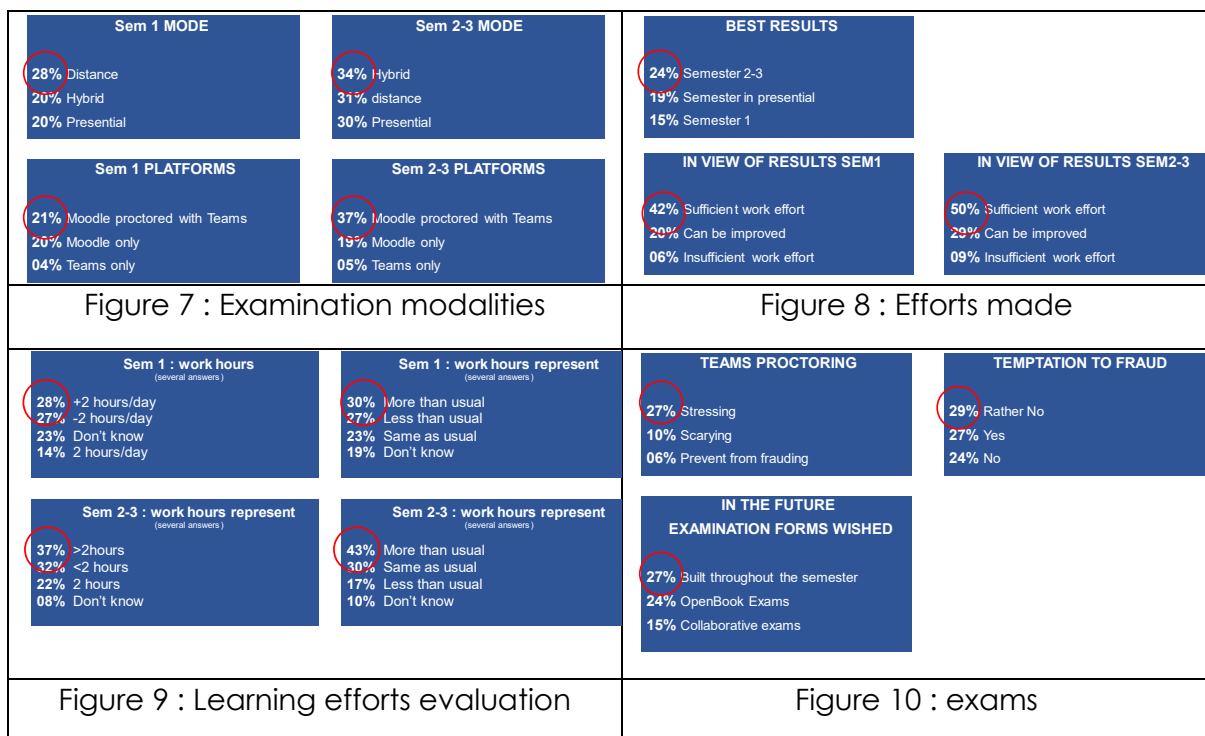 Sem 1 MODE
28% Distance
20% Hybrid
20% Presential
Sem 2-3 MODE
34% Hybrid
31% distance
30% Presential
Sem 1 PLATFORMS
21% Moodle proctored with Teams
20% Moodle only
04% Teams only
Sem 2-3 PLATFORMS
37% Moodle proctored with Teams
19% Moodle only
05% Teams only
Figure 7 : Examination modalities
BEST RESULTS
24% Semester 2-3
19% Semester in presential
15% Semester 1
IN VIEW OF RESULTS SEM1
42% Sufficient work effort
20% Can be improved
06% Insufficient work effort
IN VIEW OF RESULTS SEM2-3
50% Sufficient work effort
29% Can be improved
09% Insufficient work effort
Figure 8 : Efforts made
Sem 1 : work hours
(several answers)
28% +2 hours/day
27% -2 hours/day
23% Don't know
14% 2 hours/day
Sem 1 : work hours represent
(several answers)
30% More than usual
27% Less than usual
23% Same as usual
19% Don't know
Sem 2-3 : work hours represent
(several answers)
37% >2hours
32% <2 hours
22% 2 hours
08% Don't know
Sem 2-3 : work hours represent
(several answers)
43% More than usual
30% Same as usual
17% Less than usual
10% Don't know
Figure 9 : Learning efforts evaluation
TEAMS PROCTORING
27% Stressing
10% Scarying
06% Prevent from frauding
TEMPTATION TO FRAUD
29% Rather No
27% Yes
24% No
IN THE FUTURE
EXAMINATION FORMS WISHED
27% Built throughout the semester
24% OpenBook Exams
15% Collaborative exams
Figure 10 : exams